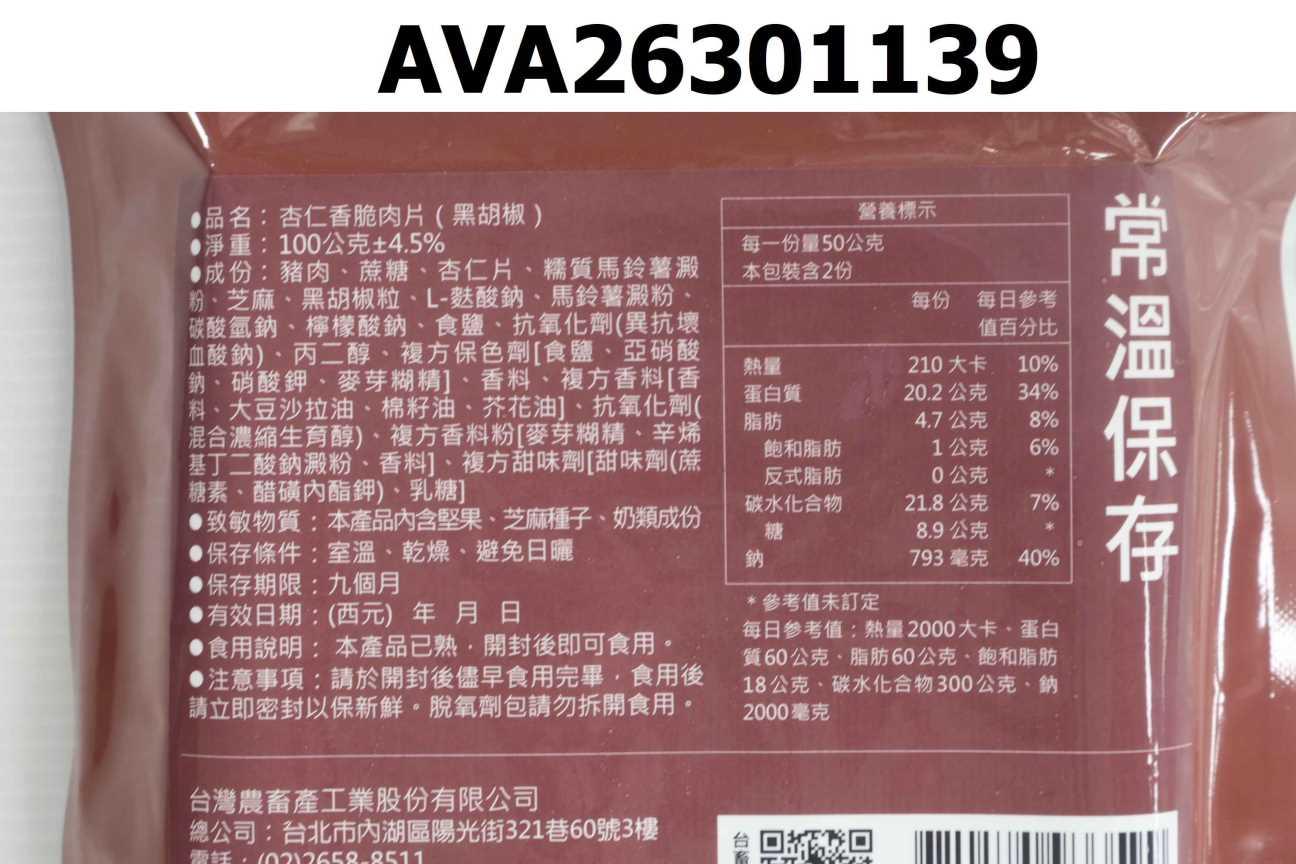 AVA26301139
●品名：杏仁香脆肉片（黑胡椒）
●淨重：100公克±4.5%
●成份：豬肉、蔗糖、杏仁片、糯質馬鈴薯澱
粉、芝麻、黑胡椒粒、L-麩酸鈉、馬鈴薯澱粉、
碳酸氫鈉、檸檬酸鈉、食鹽、抗氧化劑(異抗壞
血酸鈉)、丙二醇、複方保色劑[食鹽、亞硝酸
鈉、硝酸鉀、麥芽糊精]、香料、複方香料[香
料、大豆沙拉油、棉籽油、芥花油]、抗氧化劑(
混合濃縮生育醇)、複方香料粉[麥芽糊精、辛烯
基丁二酸鈉澱粉、香料]、複方甜味劑[甜味劑(蔗
糖素、醋磺內酯鉀)、乳糖]
●致敏物質：本產品內含堅果、芝麻種子、奶類成份
●保存條件：室溫、乾燥、避免日曬
●保存期限：九個月
●有效日期：(西元) 年 月 日
●食用說明：本產品已熟，開封後即可食用。
●注意事項：請於開封後儘早食用完畢，食用後
請立即密封以保新鮮。脫氧劑包請勿拆開食用。
營養標示
每一份量50公克
本包裝含2份
每份 每日參考
值百分比
熱量 210 大卡 10%
蛋白質 20.2 公克 34%
脂肪 4.7 公克 8%
飽和脂肪 1 公克 6%
反式脂肪 0 公克 *
碳水化合物 21.8 公克 7%
糖 8.9 公克 *
鈉 793 毫克 40%
*參考值未訂定
每日參考值：熱量2000大卡、蛋白
質60公克、脂肪60公克、飽和脂肪
18公克、碳水化合物300公克、鈉
2000毫克
常溫保存
台灣農畜產工業股份有限公司
總公司：台北市內湖區陽光街321巷60號3樓
電話：(02)2658-8511
台畜